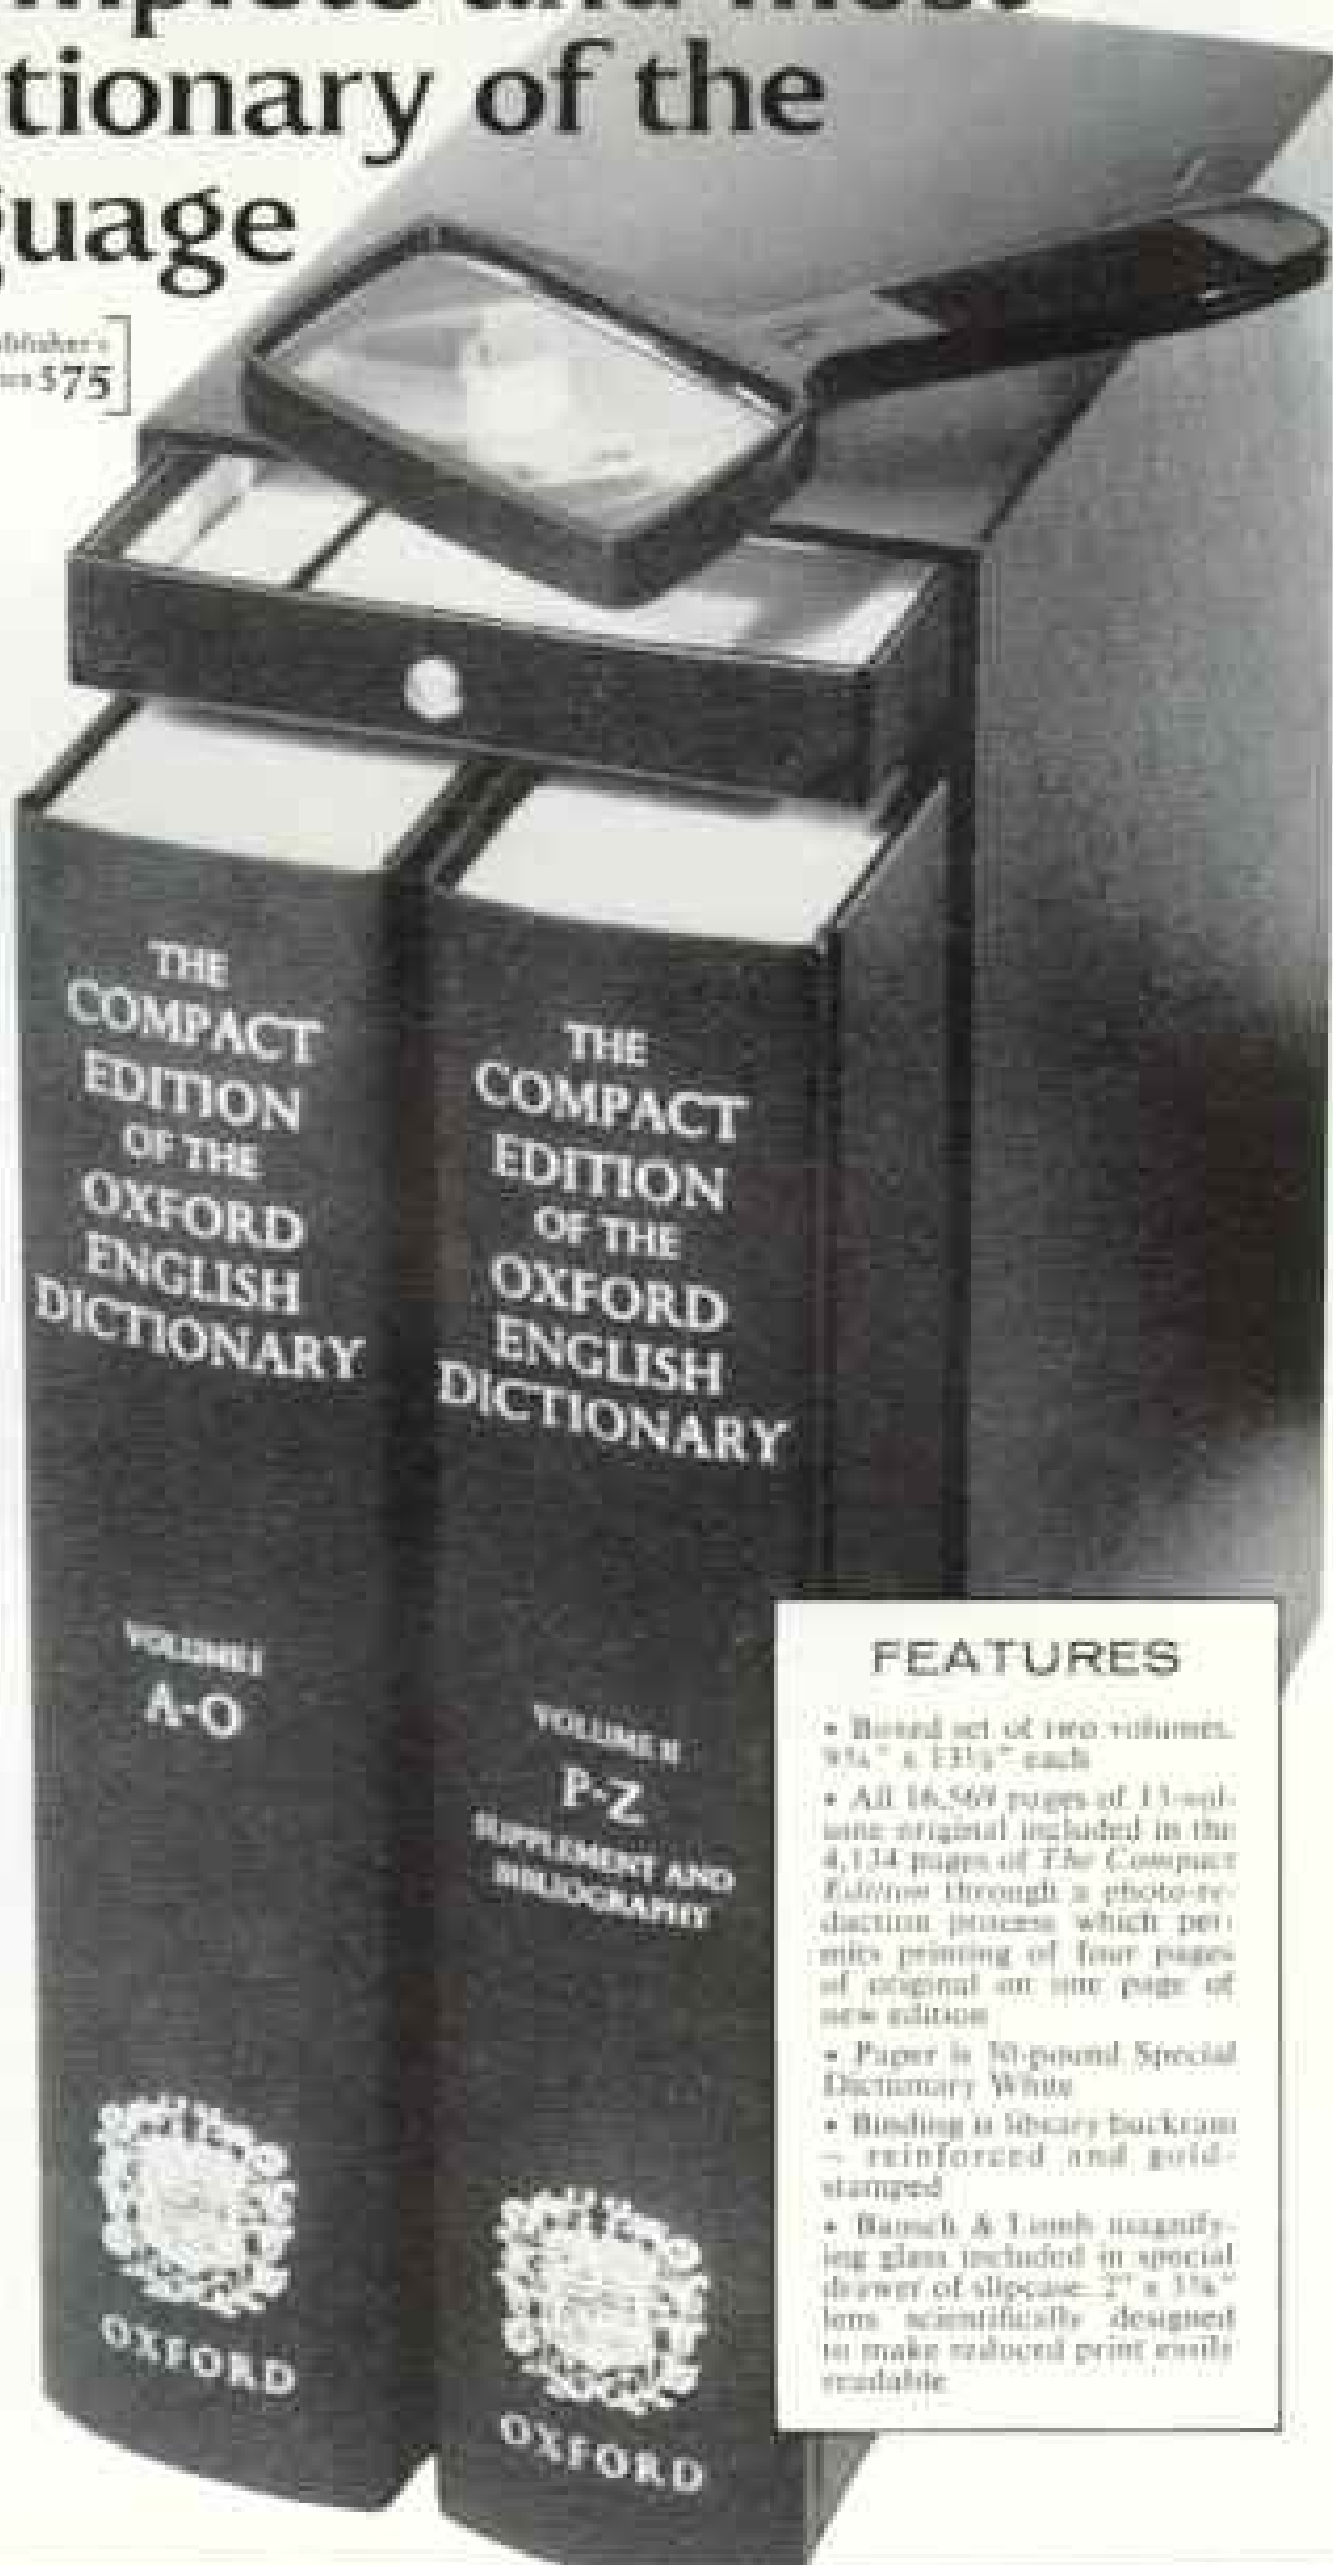 tionary of the
guage
$75
THE
COMPACT
EDITION
OF THE
OXFORD
ENGLISH
DICTIONARY
VOLUME I
A-O
OXFORD
THE
COMPACT
EDITION
OF THE
OXFORD
ENGLISH
DICTIONARY
VOLUME II
P-Z
SUPPLEMENT AND
BIBLIOGRAPHY
OXFORD
FEATURES
• Boxed set of two volumes,
each
• All 16,569 pages of 13-vol-
ume original included in the
4,134 pages of The Compact
Edition through a photo-re-
duction process which per-
mits printing of four pages
of original on one page of
new edition
• Paper is 30-pound Special
Dictionary White
• Binding is library buckram
– reinforced and gold-
stamped
• Bausch & Lomb magnify-
ing glass included in special
drawer of slipcase. 2" x
lens scientifically designed
to make reduced print easily
readable